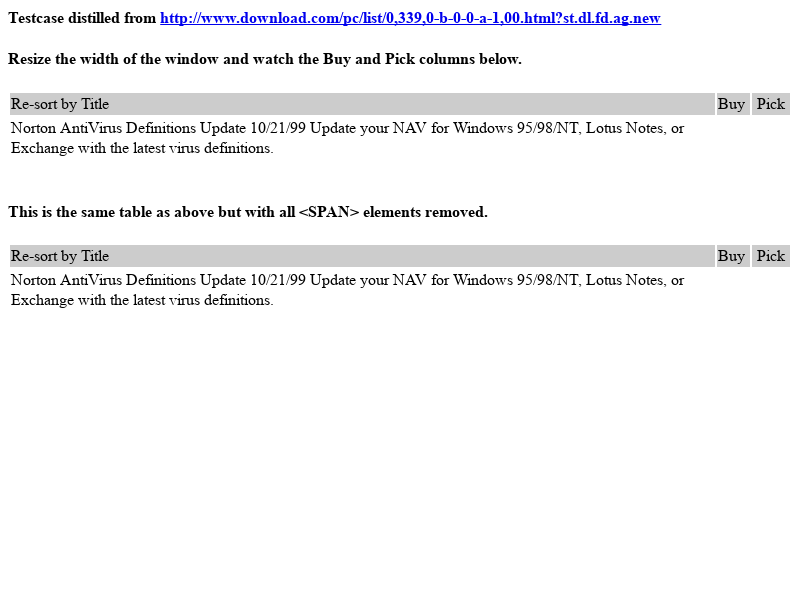 Testcase distilled from http://www.download.com/pc/list/0,339,0-b-0-0-a-1,00.html?st.dl.fd.ag.new
Resize the width of the window and watch the Buy and Pick columns below.
Re-sort by Title Buy Pick
Norton AntiVirus Definitions Update 10/21/99 Update your NAV for Windows 95/98/NT, Lotus Notes, or
Exchange with the latest virus definitions.
This is the same table as above but with all <SPAN> elements removed.
Re-sort by Title Buy Pick
Norton AntiVirus Definitions Update 10/21/99 Update your NAV for Windows 95/98/NT, Lotus Notes, or
Exchange with the latest virus definitions.